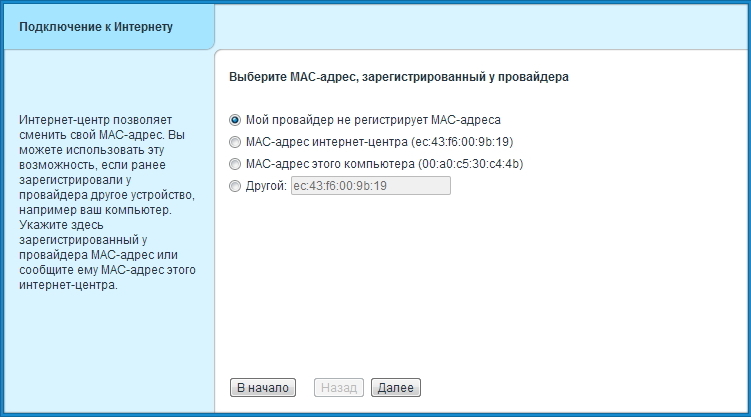 Подключение к Интернету
Выберите MAC-адрес, зарегистрированный у провайдера
Интернет-центр позволяет
сменить свой MAC-адрес. Вы
можете использовать эту
возможность, если ранее
зарегистрировали у
провайдера другое устройство,
например ваш компьютер.
Укажите здесь
зарегистрированный у
провайдера MAC-адрес или
сообщите ему MAC-адрес этого
интернет-центра.
Мой провайдер не регистрирует MAC-адреса
MAC-адрес интернет-центра (ec:43:f6:00:9b:19)
MAC-адрес этого компьютера (00:a0:c5:30:c4:4b)
Другой: ec:43:f6:00:9b:19
В начало Назад Далее